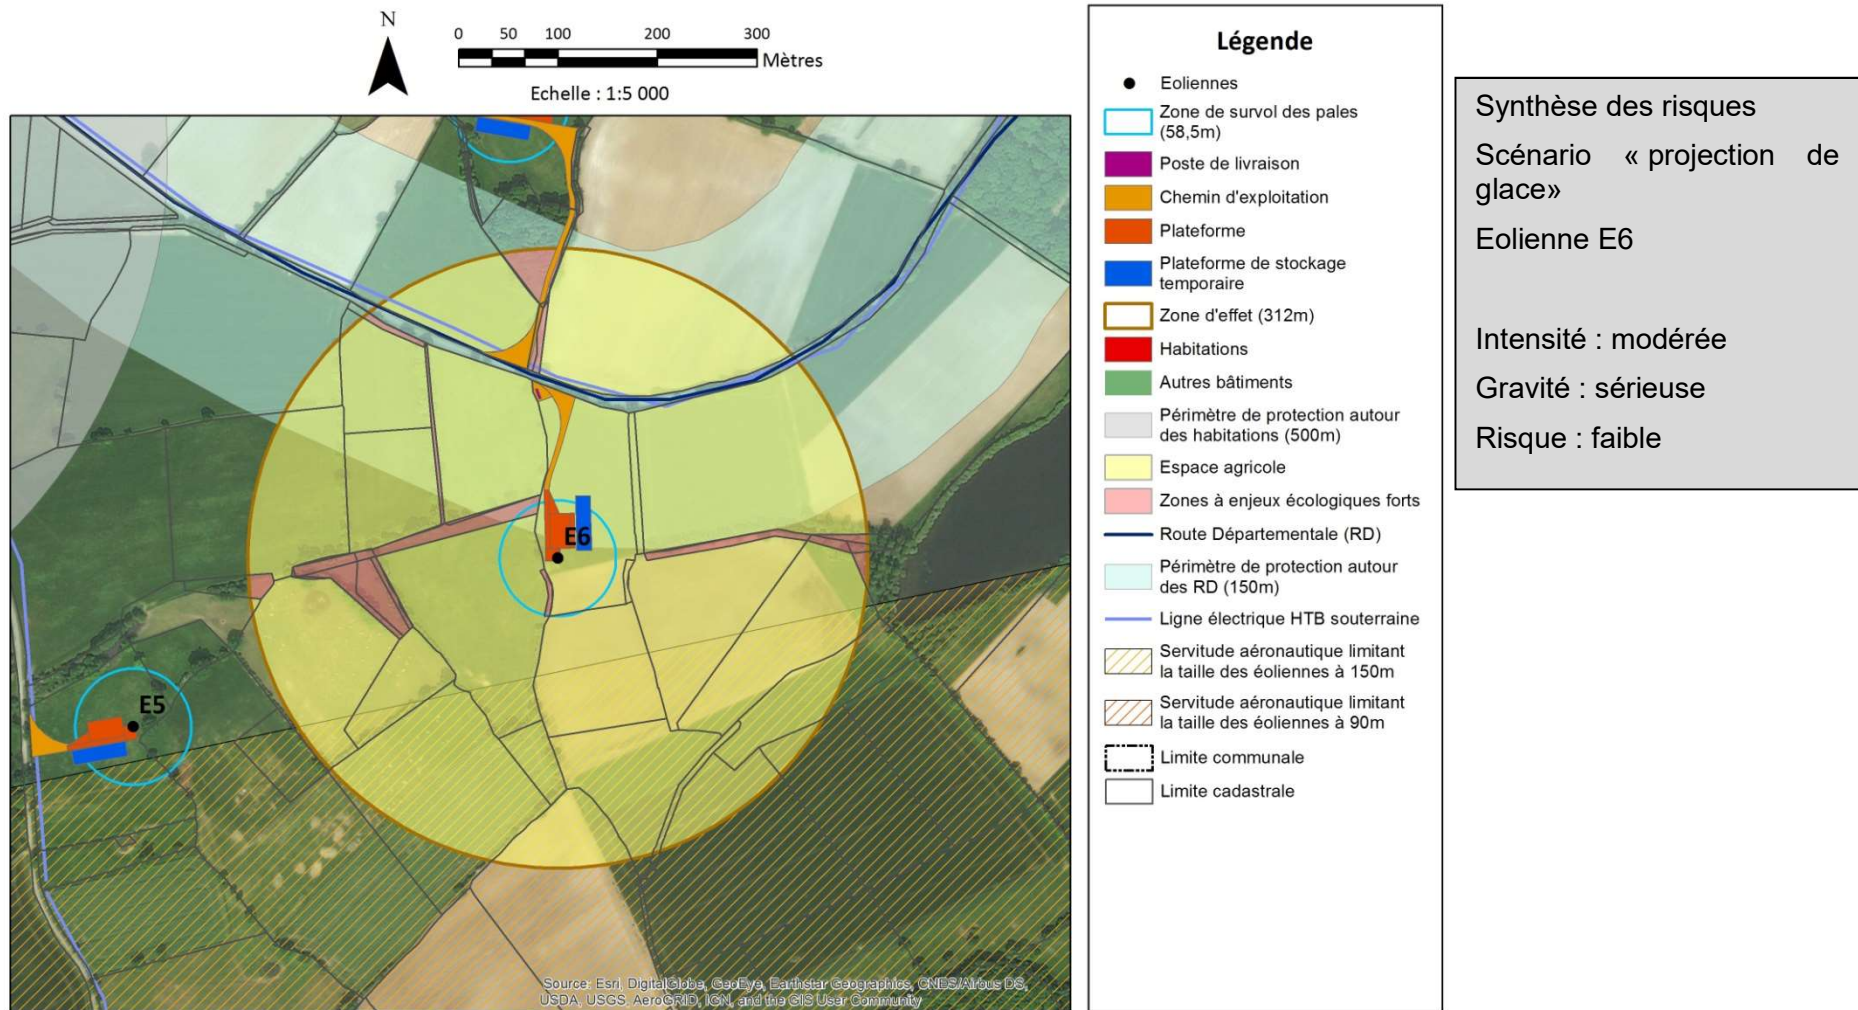 N
0 50 100 200 300
Mètres
Echelle : 1:5 000
E6
E5
Source: Esri, DigitalGlobe, GeoEye, Earthstar Geographics, CNES/Airbus DS,
USDA, USGS, AeroGRID, IGN, and the GIS User Community
Légende
Eoliennes
Zone de survol des pales
(58,5m)
Poste de livraison
Chemin d'exploitation
Plateforme
Plateforme de stockage
temporaire
Zone d'effet (312m)
Habitations
Autres bâtiments
Périmètre de protection autour
des habitations (500m)
Espace agricole
Zones à enjeux écologiques forts
Route Départementale (RD)
Périmètre de protection autour
des RD (150m)
Ligne électrique HTB souterraine
Servitude aéronautique limitant
la taille des éoliennes à 150m
Servitude aéronautique limitant
la taille des éoliennes à 90m
Limite communale
Limite cadastrale
Synthèse des risques
Scénario « projection de
glace»
Eolienne E6
Intensité : modérée
Gravité : sérieuse
Risque : faible